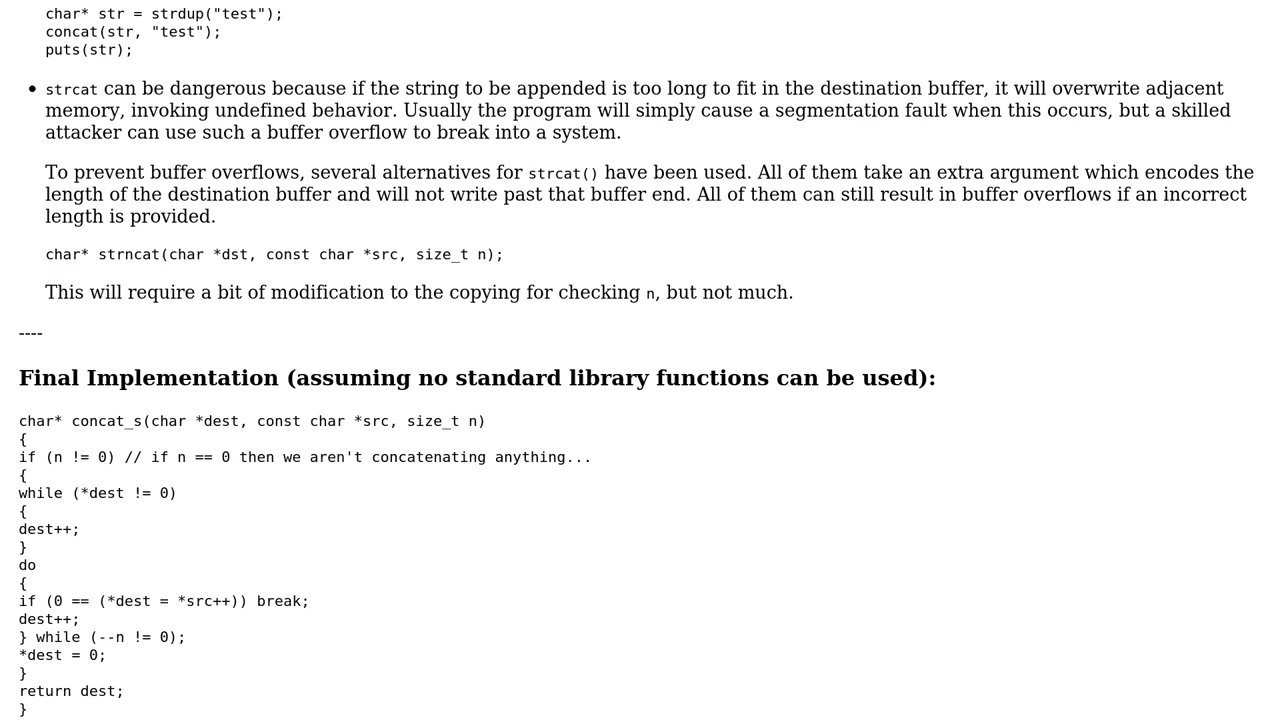 char* str = strdup("test");
concat(str, "test");
puts(str);
• strcat can be dangerous because if the string to be appended is too long to fit in the destination buffer, it will overwrite adjacent
memory, invoking undefined behavior. Usually the program will simply cause a segmentation fault when this occurs, but a skilled
attacker can use such a buffer overflow to break into a system.
To prevent buffer overflows, several alternatives for strcat() have been used. All of them take an extra argument which encodes the
length of the destination buffer and will not write past that buffer end. All of them can still result in buffer overflows if an incorrect
length is provided.
char* strncat(char *dst, const char *src, size_t n);
This will require a bit of modification to the copying for checking n, but not much.
----
Final Implementation (assuming no standard library functions can be used):
char* concat_s(char *dest, const char *src, size_t n)
{
if (n != 0) // if n == 0 then we aren't concatenating anything...
{
while (*dest != 0)
{
dest++;
}
do
{
if (0 == (*dest = *src++)) break;
dest++;
} while (--n != 0);
*dest = 0;
}
return dest;
}